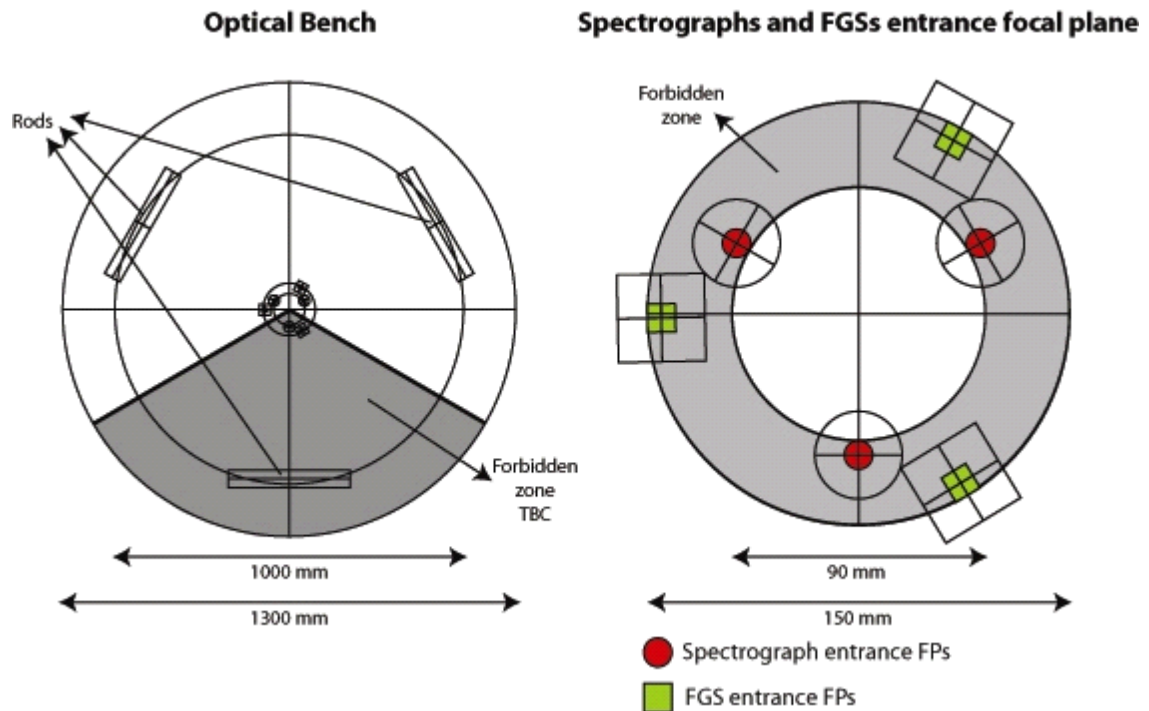 Optical Bench
Spectrographs and FGSs entrance focal plane
Rods
Forbidden
zone
TBC
1000 mm
1300 mm
Forbidden
zone
90 mm
150 mm
Spectrograph entrance FPs
FGS entrance FPs